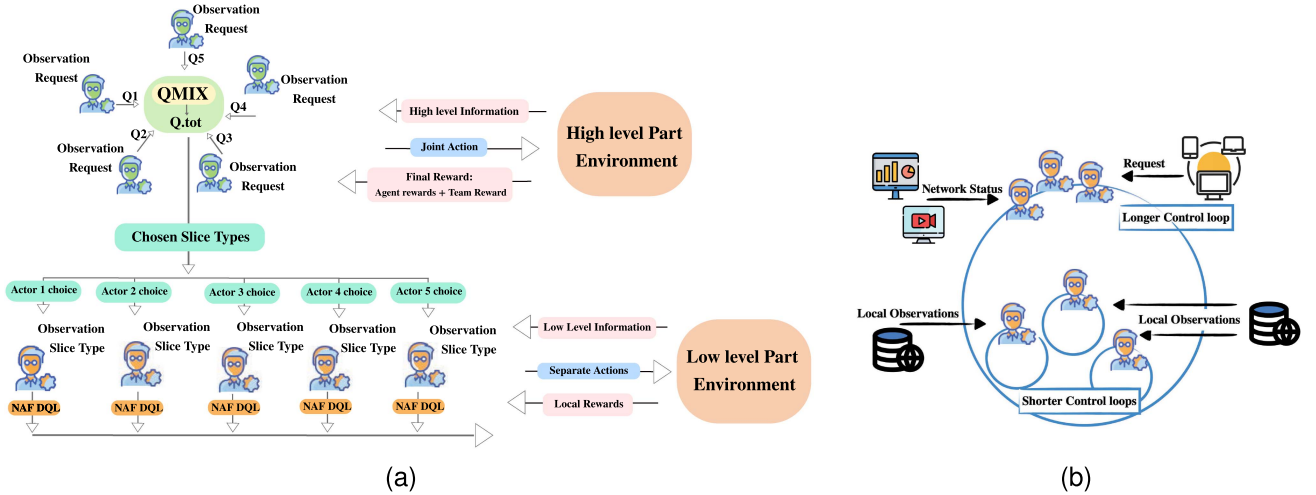 Observation
Request
Q5
Observation
Request
Q1
QMIX
Q.tot
Observation
Request
Q4
Q2
Q3
Observation
Request
Observation
Request
High level Information
Joint Action
Final Reward:
Agent rewards + Team Reward
High level Part
Environment
Chosen Slice Types
Actor 1 choice
Actor 2 choice
Actor 3 choice
Actor 4 choice
Actor 5 choice
Observation
Slice Type
Observation
Slice Type
Observation
Slice Type
Observation
Slice Type
Observation
Slice Type
NAF DQL
NAF DQL
NAF DQL
NAF DQL
NAF DQL
Low Level Information
Separate Actions
Local Rewards
Low level Part
Environment
(a)
Network Status
Request
Longer Control loop
Local Observations
Local Observations
Shorter Control loops
(b)